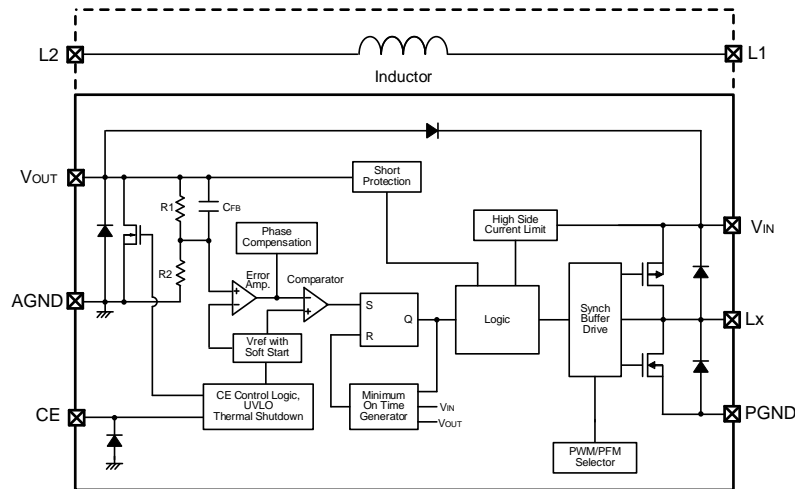 L2
L1
Inductor
VOUT
Short
Protection
R1
CFB
High Side
Current Limit
VIN
Phase
Compensation
R2
Error
Amp.
Comparator
AGND
S
Q
R
Logic
Synch
Buffer
Drive
Lx
Vref with
Soft Start
CE Control Logic,
UVLO
Thermal Shutdown
Minimum
On Time
Generator
VIN
VOUT
CE
PGND
PWM/PFM
Selector